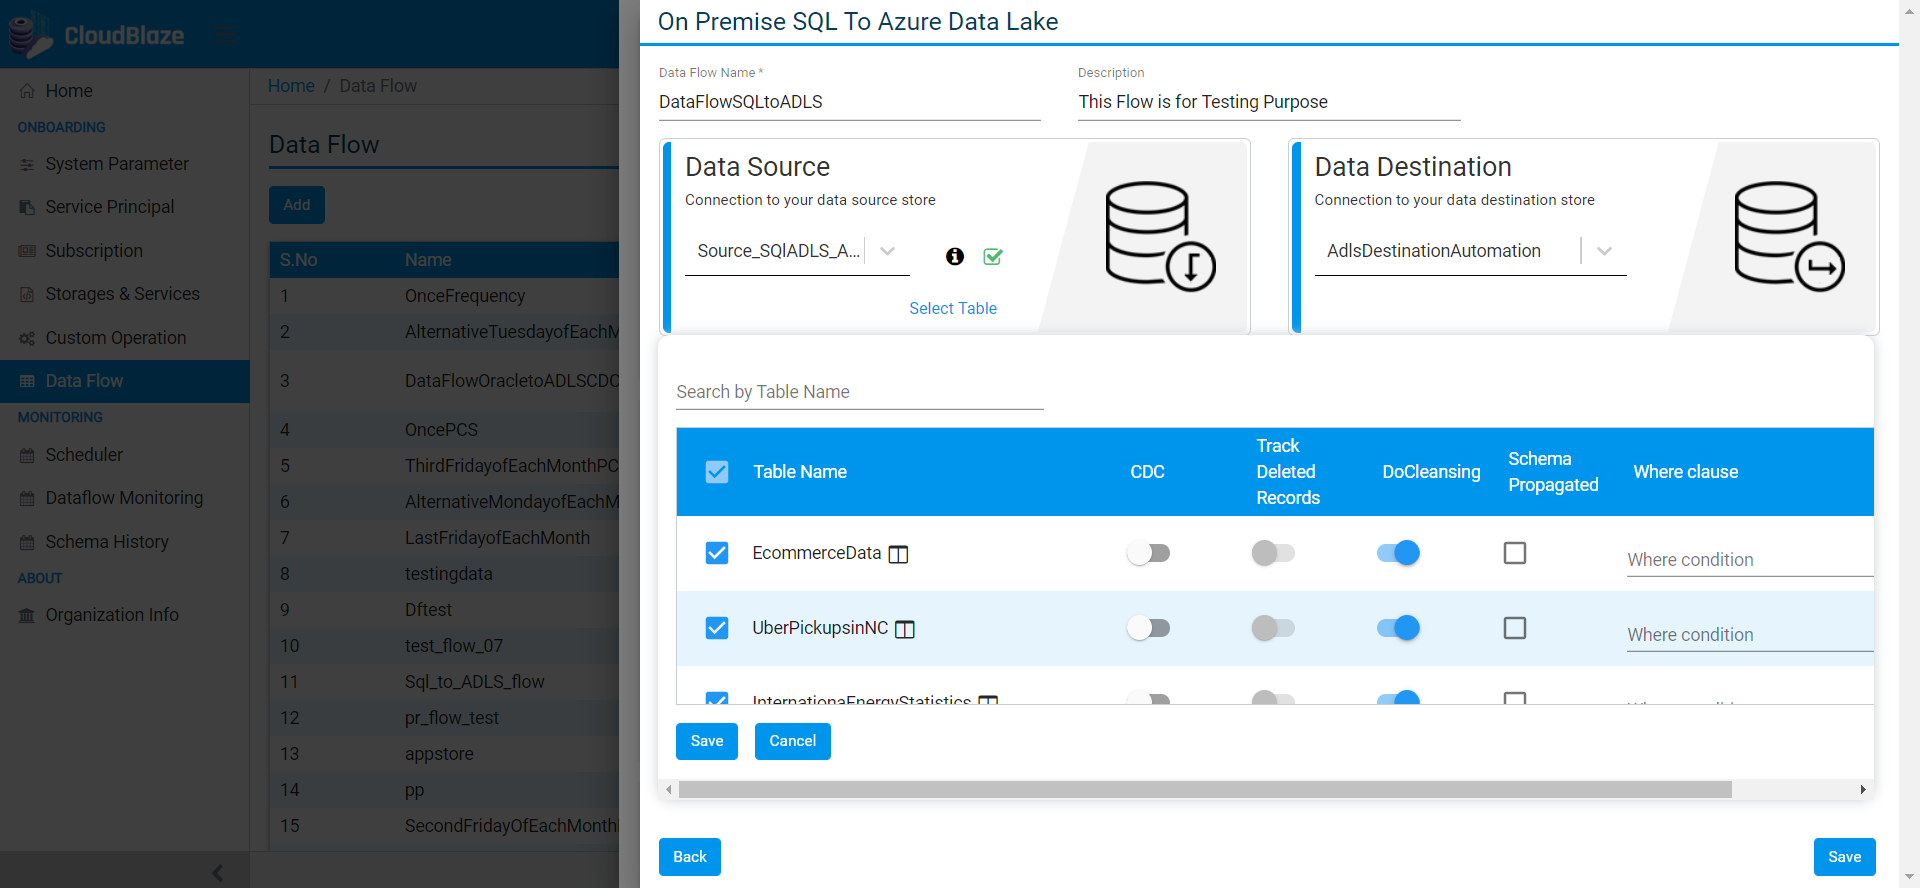 CloudBlaze
Home
ONBOARDING
System Parameter
Service Principal
Subscription
Storages & Services
Custom Operation
Data Flow
MONITORING
Scheduler
Dataflow Monitoring
Schema History
ABOUT
Organization Info
Home / Data Flow
Data Flow
Add
S.No Name
1 OnceFrequency
2 AlternativeTuesdayofEachM
3 DataFlowOracletoADLSCDC
4 OncePCS
5 ThirdFridayofEachMonthPC
6 AlternativeMondayofEachM
7 LastFridayofEachMonth
8 testingdata
9 Dftest
10 test_flow_07
11 Sql_to_ADLS_flow
12 pr_flow_test
13 appstore
14 pp
15 SecondFridayOfEachMonth
On Premise SQL To Azure Data Lake
Data Flow Name *
DataFlowSQLtoADLS
Description
This Flow is for Testing Purpose
Data Source
Connection to your data source store
Source_SQlADLS_A...
Select Table
Data Destination
Connection to your data destination store
AdlsDestinationAutomation
Search by Table Name
Table Name CDC Track Deleted Records DoCleansing Schema Propagated Where clause
EcommerceData Where condition
UberPickupsinNC Where condition
InternationaEnergyStatistics
Save Cancel
Back Save